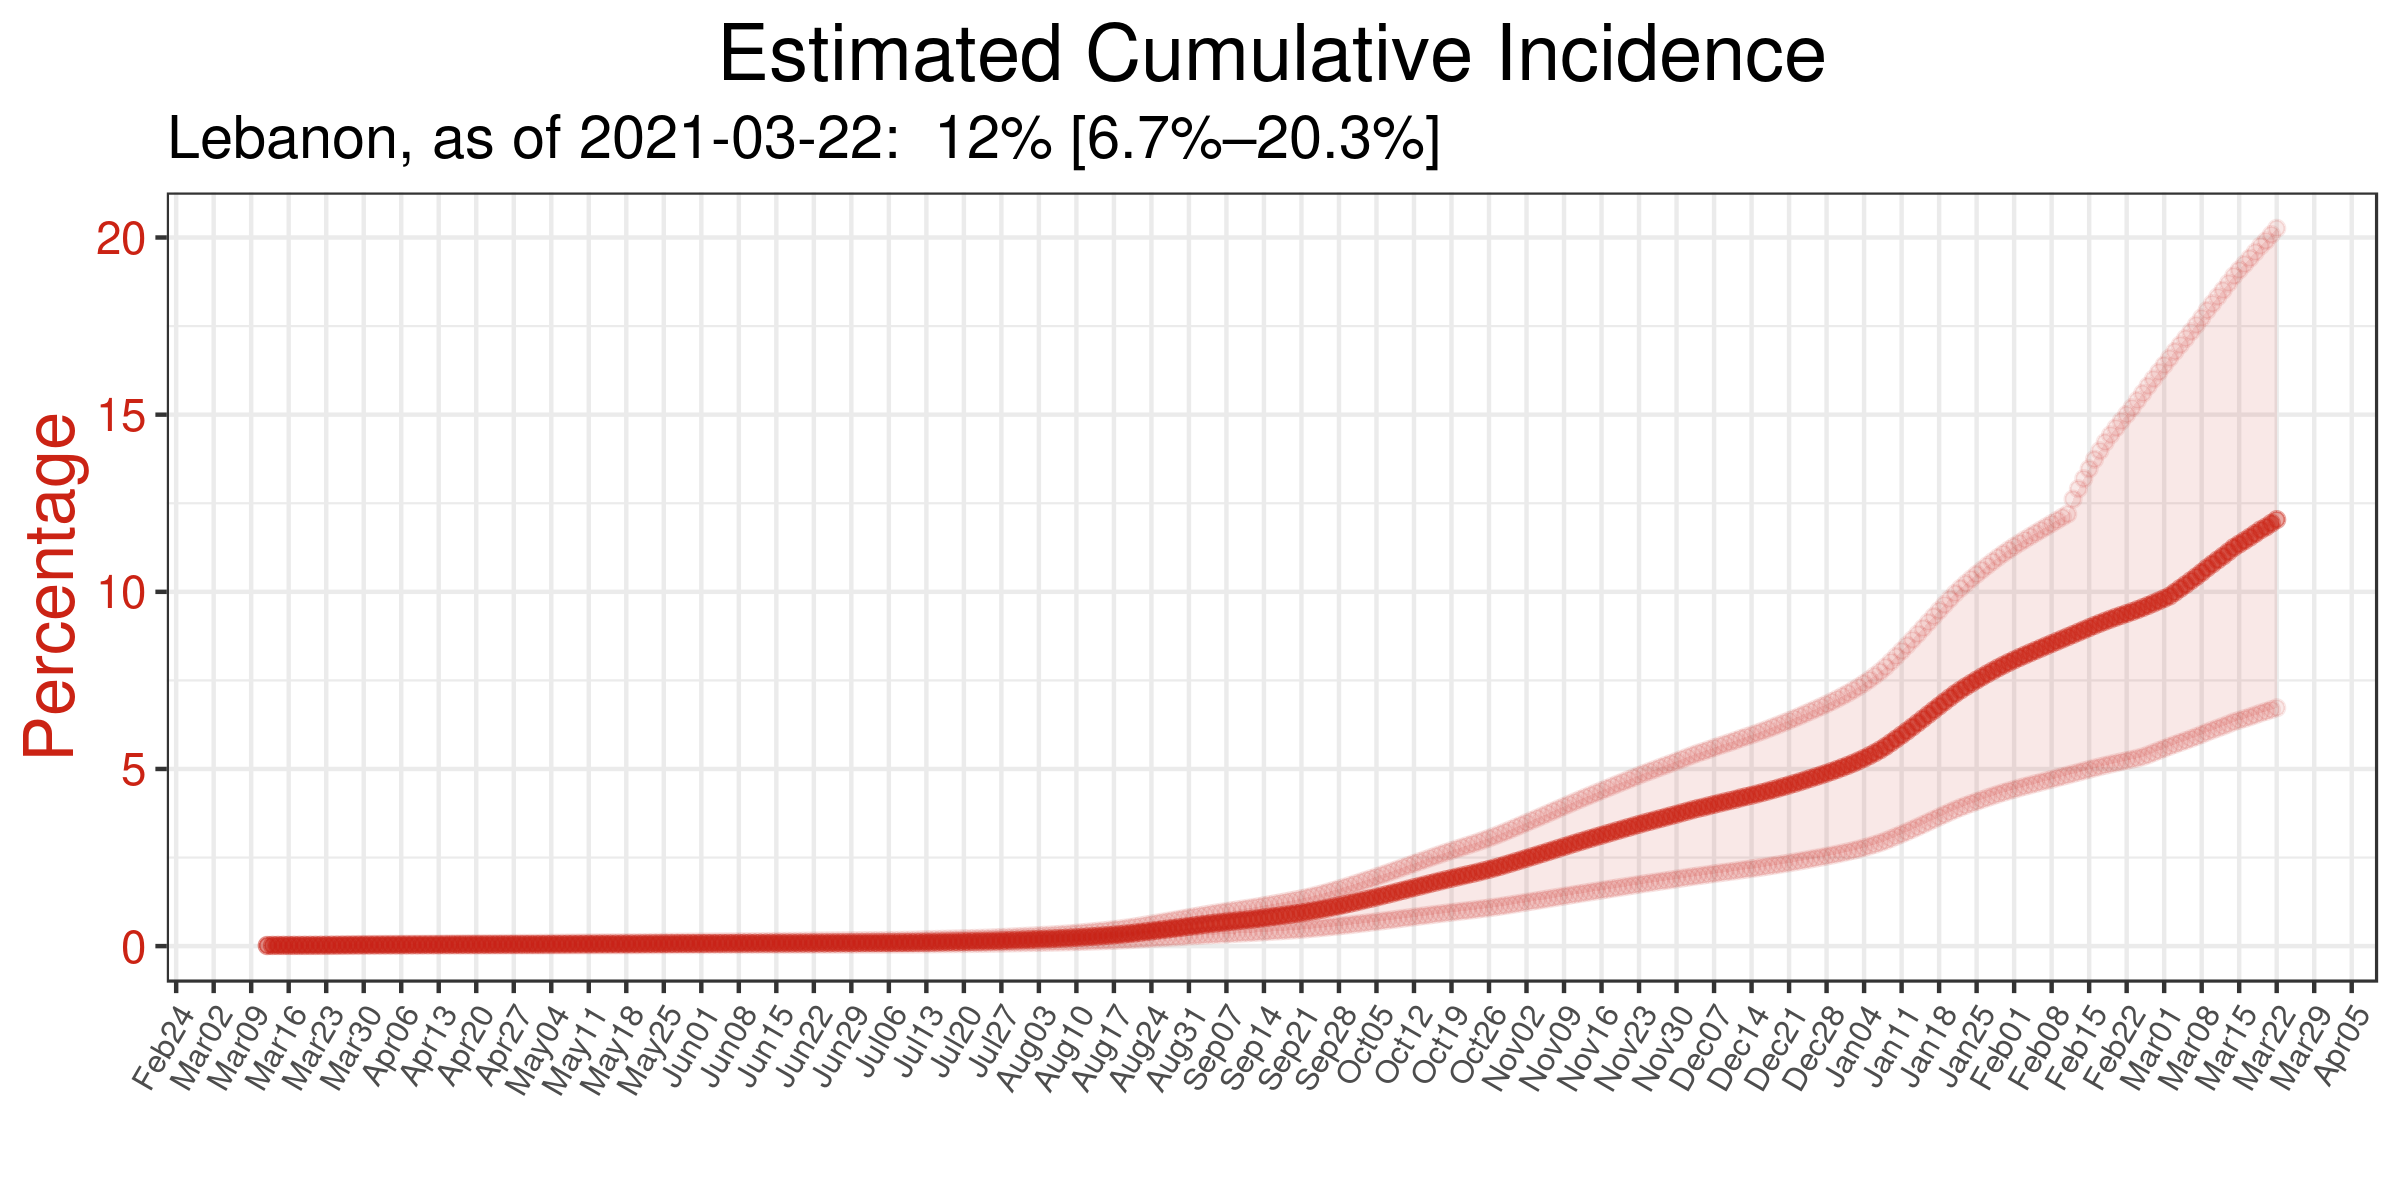 Estimated Cumulative Incidence
Lebanon, as of 2021-03-22:  12% [6.7%–20.3%]
Percentage
20
15
10
5
0
Feb24
Mar02
Mar09
Mar16
Mar23
Mar30
Apr06
Apr13
Apr20
Apr27
May04
May11
May18
May25
Jun01
Jun08
Jun15
Jun22
Jun29
Jul06
Jul13
Jul20
Jul27
Aug03
Aug10
Aug17
Aug24
Aug31
Sep07
Sep14
Sep21
Sep28
Oct05
Oct12
Oct19
Oct26
Nov02
Nov09
Nov16
Nov23
Nov30
Dec07
Dec14
Dec21
Dec28
Jan04
Jan11
Jan18
Jan25
Feb01
Feb08
Feb15
Feb22
Mar01
Mar08
Mar15
Mar22
Mar29
Apr05